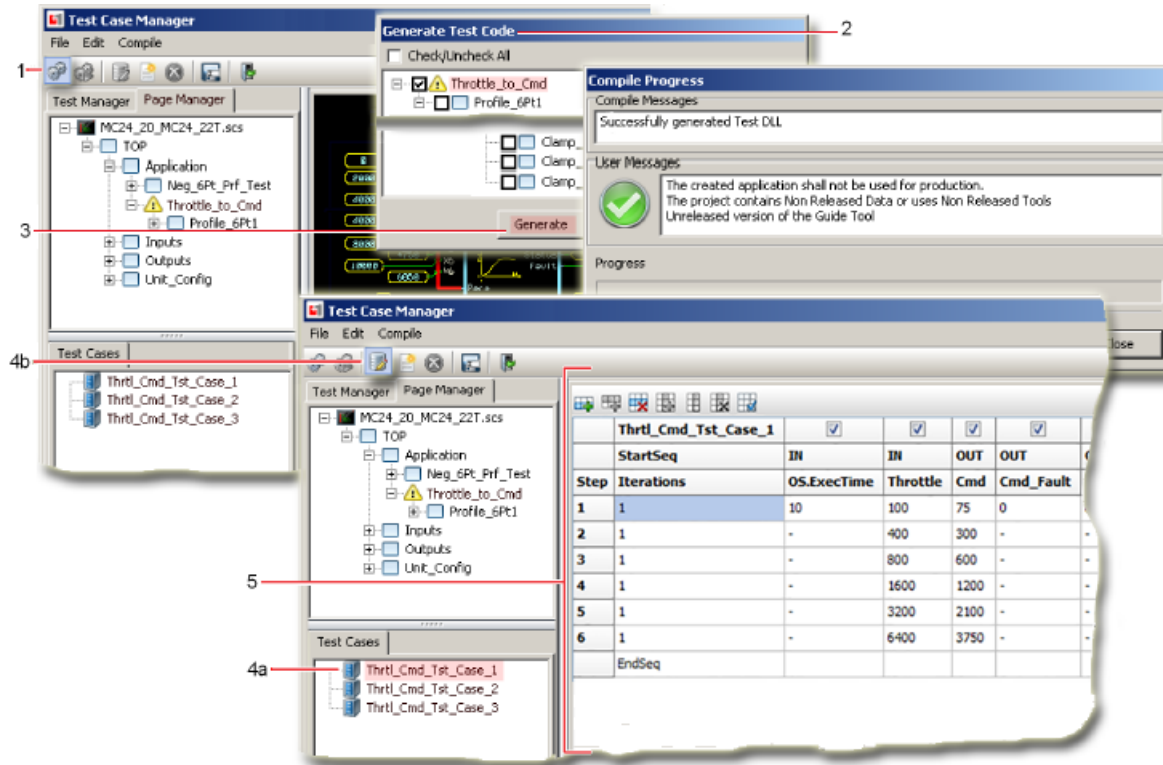 Test Case Manager
File Edit Compile
1
Test Manager Page Manager
MC24_20_MC24_22T.scs
TOP
Application
Neg_6Pt_Prf_Test
Throttle_to_Cmd
Profile_6Pt1
Inputs
Outputs
Unit_Config
Test Cases
Thrtl_Cmd_Tst_Case_1
Thrtl_Cmd_Tst_Case_2
Thrtl_Cmd_Tst_Case_3
Generate Test Code
2
Check/Uncheck All
Throttle_to_Cmd
Profile_6Pt1
Clamp_
Clamp_
Clamp_
3
Generate
Compile Progress
Compile Messages
Successfully generated Test DLL
User Messages
The created application shall not be used for production.
The project contains Non Released Data or uses Non Released Tools
Unreleased version of the Guide Tool
Progress
lose
Test Case Manager
File Edit Compile
4b
Test Manager Page Manager
MC24_20_MC24_22T.scs
TOP
Application
Neg_6Pt_Prf_Test
Throttle_to_Cmd
Profile_6Pt1
Inputs
Outputs
Unit_Config
5
Test Cases
4a
Thrtl_Cmd_Tst_Case_1
Thrtl_Cmd_Tst_Case_2
Thrtl_Cmd_Tst_Case_3
Thrtl_Cmd_Tst_Case_1
StartSeq IN IN OUT OUT
Step Iterations OS.ExecTime Throttle Cmd Cmd_Fault
1 1 10 100 75 0 -
2 1 - 400 300 - -
3 1 - 800 600 - -
4 1 - 1600 1200 - -
5 1 - 3200 2100 - -
6 1 - 6400 3750 - -
EndSeq